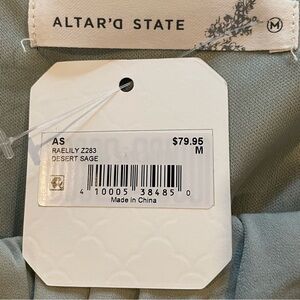 ALTAR'D STATE
M
AS
$79.95
RAELILY Z283
M
DESERT SAGE
4 10005 38485 0
Made in China